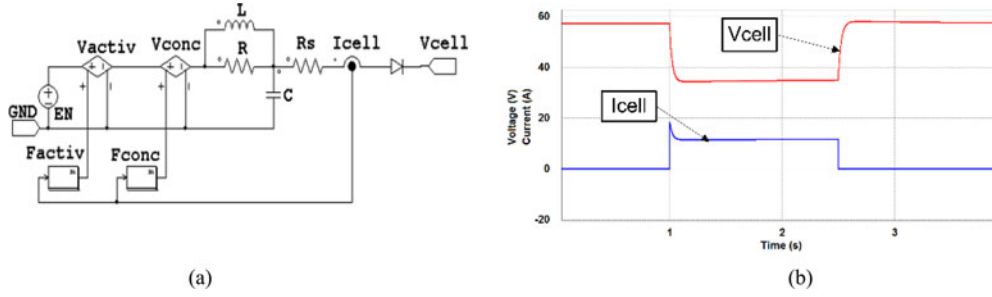 L
Vactiv
Vconc
R
Rs
Icell
Vcell
GND
EN
C
Factiv
Fconc
(a)
60
40
20
0
-20
Voltage (V)
Current (A)
Vcell
Icell
1
2
3
Time (s)
(b)